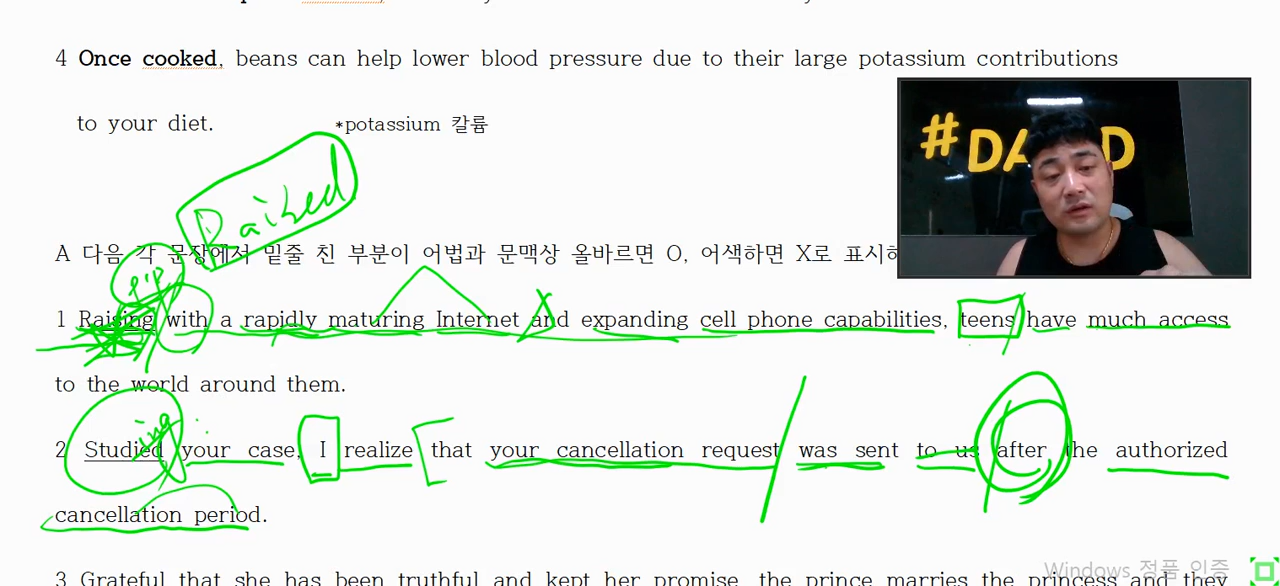 4 Once cooked, beans can help lower blood pressure due to their large potassium contributions
to your diet. *potassium 칼륨
#DA D
Raised
A 다음 각 문장에서 밑줄 친 부분이 어법과 문맥상 올바르면 O, 어색하면 X로 표시하
p.p
1 Raising with a rapidly maturing Internet and expanding cell phone capabilities, teens have much access
to the world around them.
ing
2 Studied your case, I realize that your cancellation request was sent to us after the authorized
cancellation period.
3 Grateful that she has been truthful and kept her promise, the prince marries the princess and the
Windows 정품 인증